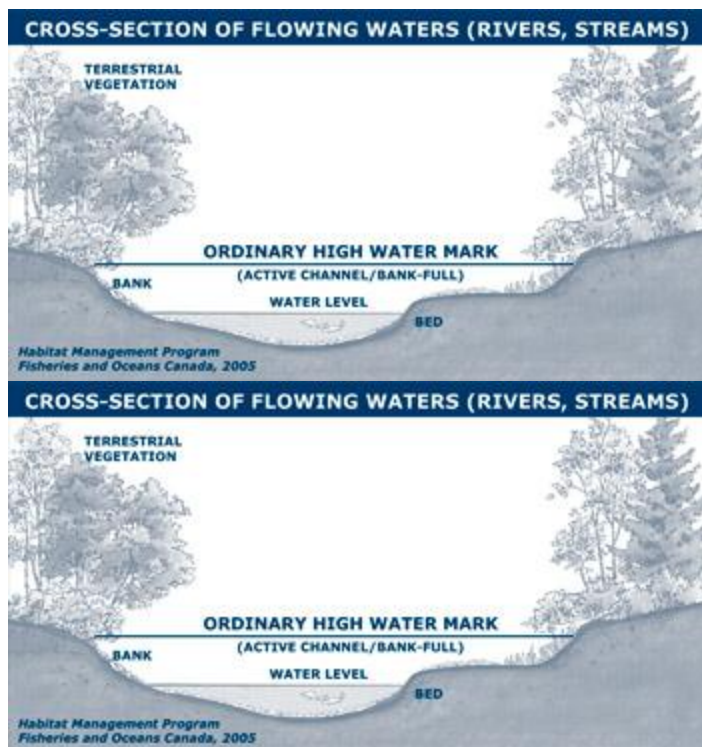 CROSS-SECTION OF FLOWING WATERS (RIVERS, STREAMS)
TERRESTRIAL
VEGETATION
ORDINARY HIGH WATER MARK
(ACTIVE CHANNEL/BANK-FULL)
BANK
WATER LEVEL
BED
Habitat Management Program
Fisheries and Oceans Canada, 2005
CROSS-SECTION OF FLOWING WATERS (RIVERS, STREAMS)
TERRESTRIAL
VEGETATION
ORDINARY HIGH WATER MARK
(ACTIVE CHANNEL/BANK-FULL)
BANK
WATER LEVEL
BED
Habitat Management Program
Fisheries and Oceans Canada, 2005